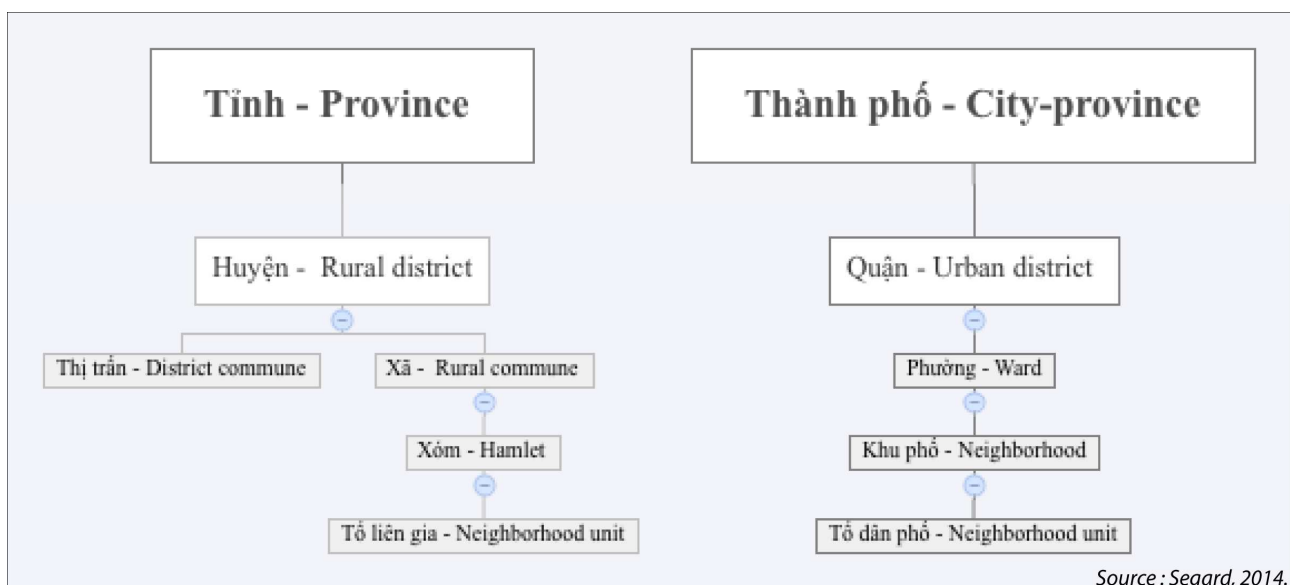 Tỉnh - Province
Thành phố - City-province
Huyện - Rural district
Quận - Urban district
Thị trấn - District commune
Xã - Rural commune
Phường - Ward
Xóm - Hamlet
Khu phố - Neighborhood
Tổ liên gia - Neighborhood unit
Tổ dân phố - Neighborhood unit
Source : Segard, 2014.